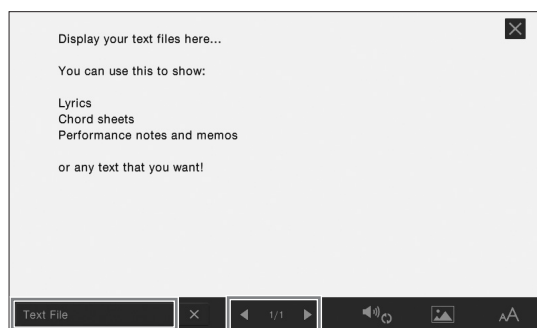 Display your text files here...
You can use this to show:
Lyrics
Chord sheets
Performance notes and memos
or any text that you want!
Text File
1/1
AA